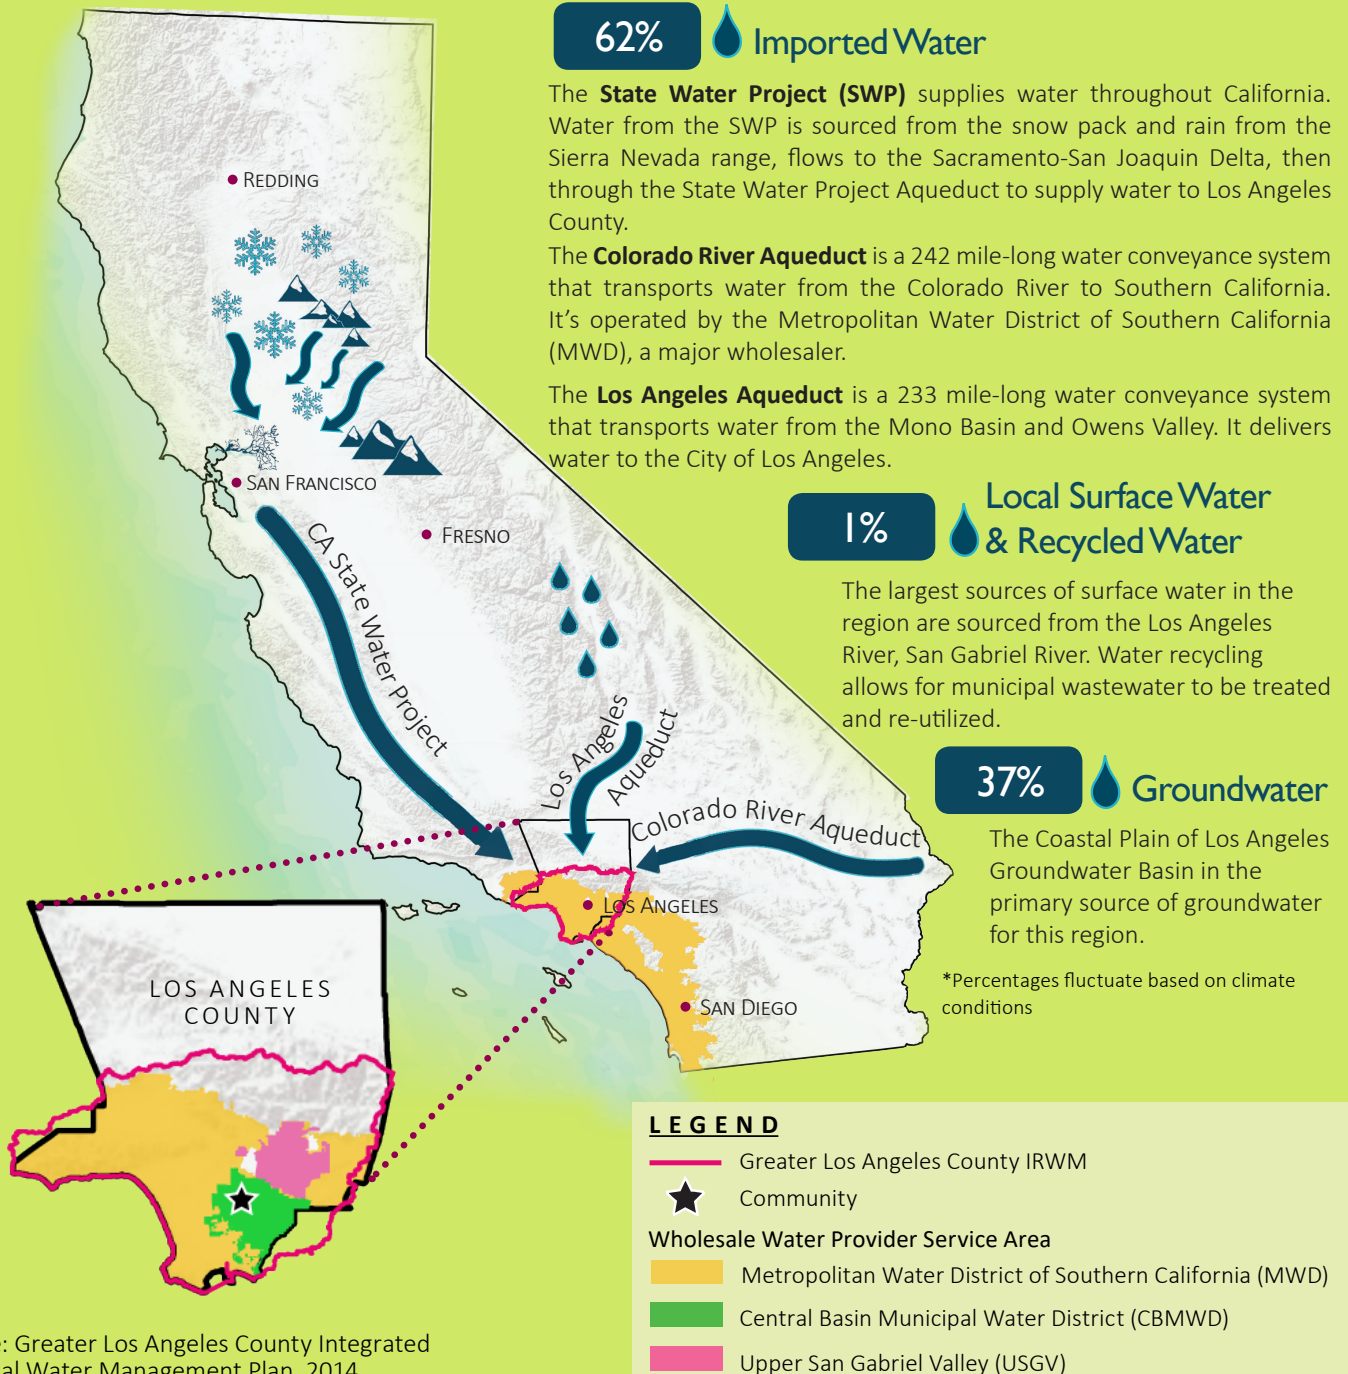 62%
Imported Water
The State Water Project (SWP) supplies water throughout California.
Water from the SWP is sourced from the snow pack and rain from the
Sierra Nevada range, flows to the Sacramento-San Joaquin Delta, then
through the State Water Project Aqueduct to supply water to Los Angeles
County.
The Colorado River Aqueduct is a 242 mile-long water conveyance system
that transports water from the Colorado River to Southern California.
It's operated by the Metropolitan Water District of Southern California
(MWD), a major wholesaler.
The Los Angeles Aqueduct is a 233 mile-long water conveyance system
that transports water from the Mono Basin and Owens Valley. It delivers
water to the City of Los Angeles.
1%
Local Surface Water
& Recycled Water
The largest sources of surface water in the
region are sourced from the Los Angeles
River, San Gabriel River. Water recycling
allows for municipal wastewater to be treated
and re-utilized.
37%
Groundwater
The Coastal Plain of Los Angeles
Groundwater Basin in the
primary source of groundwater
for this region.
*Percentages fluctuate based on climate
conditions
REDDING
SAN FRANCISCO
FRESNO
CA State Water Project
Los Angeles
Aqueduct
Colorado River Aqueduct
LOS ANGELES
SAN DIEGO
LOS ANGELES
COUNTY
LEGEND
Greater Los Angeles County IRWM
Community
Wholesale Water Provider Service Area
Metropolitan Water District of Southern California (MWD)
Central Basin Municipal Water District (CBMWD)
Upper San Gabriel Valley (USGV)
: Greater Los Angeles County Integrated
al Water Management Plan, 2014